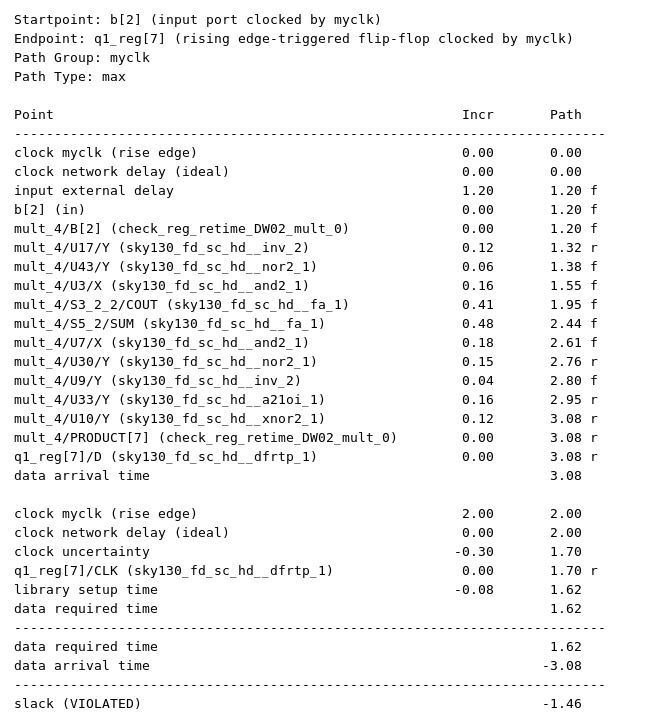 Startpoint: b[2] (input port clocked by myclk)
Endpoint: q1_reg[7] (rising edge-triggered flip-flop clocked by myclk)
Path Group: myclk
Path Type: max
Point Incr Path
--------------------------------------------------------------------------
clock myclk (rise edge) 0.00 0.00
clock network delay (ideal) 0.00 0.00
input external delay 1.20 1.20 f
b[2] (in) 0.00 1.20 f
mult_4/B[2] (check_reg_retime_DW02_mult_0) 0.00 1.20 f
mult_4/U17/Y (sky130_fd_sc_hd__inv_2) 0.12 1.32 r
mult_4/U43/Y (sky130_fd_sc_hd__nor2_1) 0.06 1.38 f
mult_4/U3/X (sky130_fd_sc_hd__and2_1) 0.16 1.55 f
mult_4/S3_2_2/COUT (sky130_fd_sc_hd__fa_1) 0.41 1.95 f
mult_4/S5_2/SUM (sky130_fd_sc_hd__fa_1) 0.48 2.44 f
mult_4/U7/X (sky130_fd_sc_hd__and2_1) 0.18 2.61 f
mult_4/U30/Y (sky130_fd_sc_hd__nor2_1) 0.15 2.76 r
mult_4/U9/Y (sky130_fd_sc_hd__inv_2) 0.04 2.80 f
mult_4/U33/Y (sky130_fd_sc_hd__a21oi_1) 0.16 2.95 r
mult_4/U10/Y (sky130_fd_sc_hd__xnor2_1) 0.12 3.08 r
mult_4/PRODUCT[7] (check_reg_retime_DW02_mult_0) 0.00 3.08 r
q1_reg[7]/D (sky130_fd_sc_hd__dfrtp_1) 0.00 3.08 r
data arrival time 3.08
clock myclk (rise edge) 2.00 2.00
clock network delay (ideal) 0.00 2.00
clock uncertainty -0.30 1.70
q1_reg[7]/CLK (sky130_fd_sc_hd__dfrtp_1) 0.00 1.70 r
library setup time -0.08 1.62
data required time 1.62
--------------------------------------------------------------------------
data required time 1.62
data arrival time -3.08
--------------------------------------------------------------------------
slack (VIOLATED) -1.46